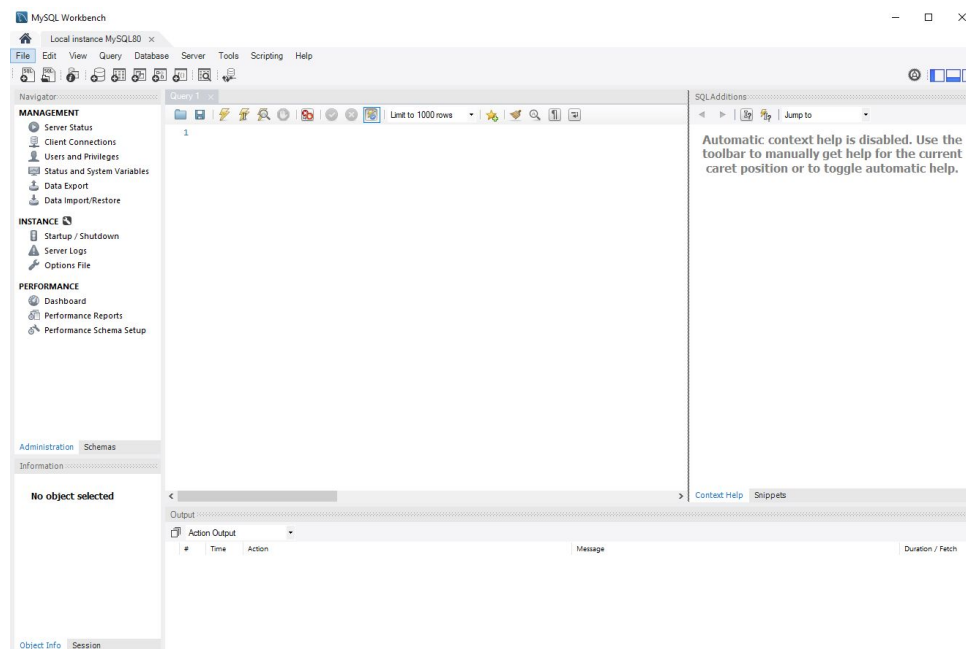 MySQL Workbench
Local instance MySQL80
File Edit View Query Database Server Tools Scripting Help
Navigator
MANAGEMENT
Server Status
Client Connections
Users and Privileges
Status and System Variables
Data Export
Data Import/Restore
INSTANCE
Startup / Shutdown
Server Logs
Options File
PERFORMANCE
Dashboard
Performance Reports
Performance Schema Setup
Administration Schemas
Information
No object selected
Object Info Session
Query 1
Limit to 1000 rows
1
Output
Action Output
# Time Action Message Duration / Fetch
SQLAdditions
Jump to
Automatic context help is disabled. Use the
toolbar to manually get help for the current
caret position or to toggle automatic help.
Context Help Snippets